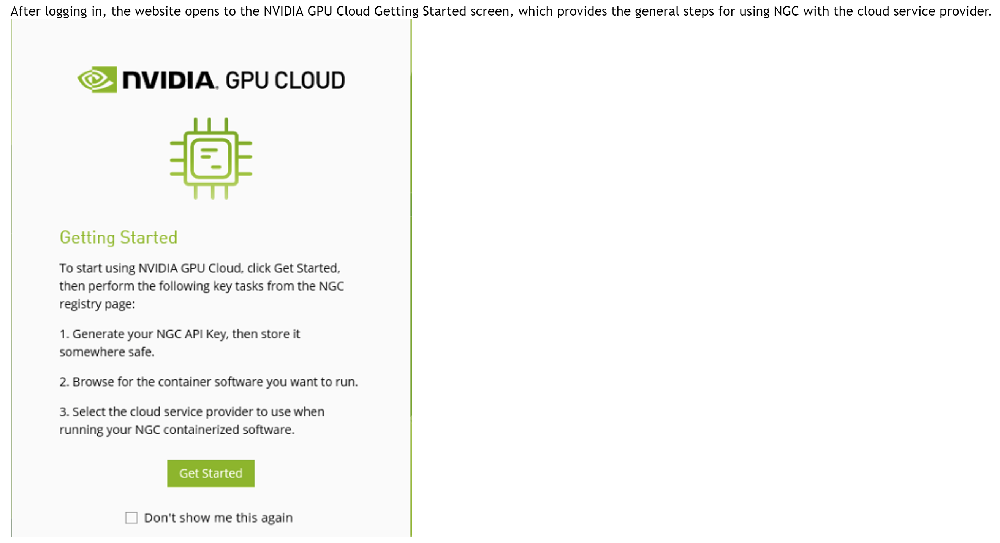 After logging in, the website opens to the NVIDIA GPU Cloud Getting Started screen, which provides the general steps for using NGC with the cloud service provider.
NVIDIA. GPU CLOUD
Getting Started
To start using NVIDIA GPU Cloud, click Get Started,
then perform the following key tasks from the NGC
registry page:
1. Generate your NGC API Key, then store it
somewhere safe.
2. Browse for the container software you want to run.
3. Select the cloud service provider to use when
running your NGC containerized software.
Get Started
Don't show me this again